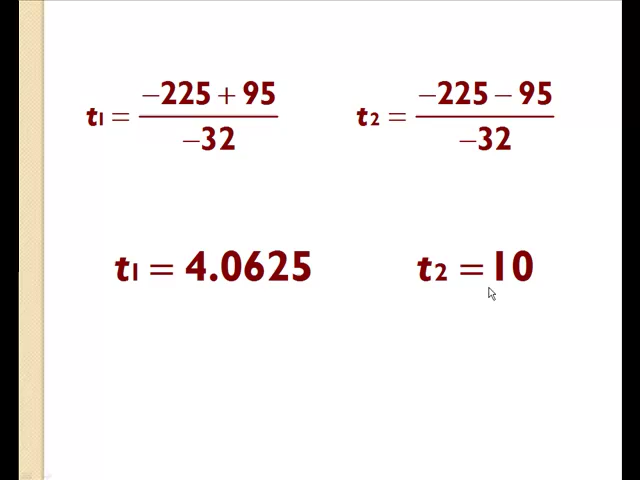 t1 = (−225 + 95)/(−32)
t2 = (−225 − 95)/(−32)
t1 = 4.0625
t2 = 10